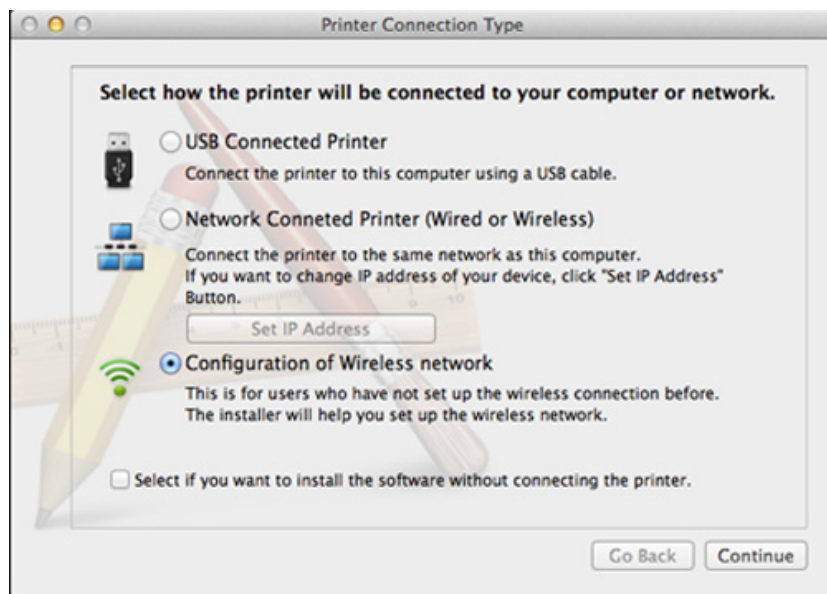 Printer Connection Type
Select how the printer will be connected to your computer or network.
USB Connected Printer
Connect the printer to this computer using a USB cable.
Network Conneted Printer (Wired or Wireless)
Connect the printer to the same network as this computer.
If you want to change IP address of your device, click "Set IP Address"
Button.
Set IP Address
Configuration of Wireless network
This is for users who have not set up the wireless connection before.
The installer will help you set up the wireless network.
Select if you want to install the software without connecting the printer.
Go Back Continue